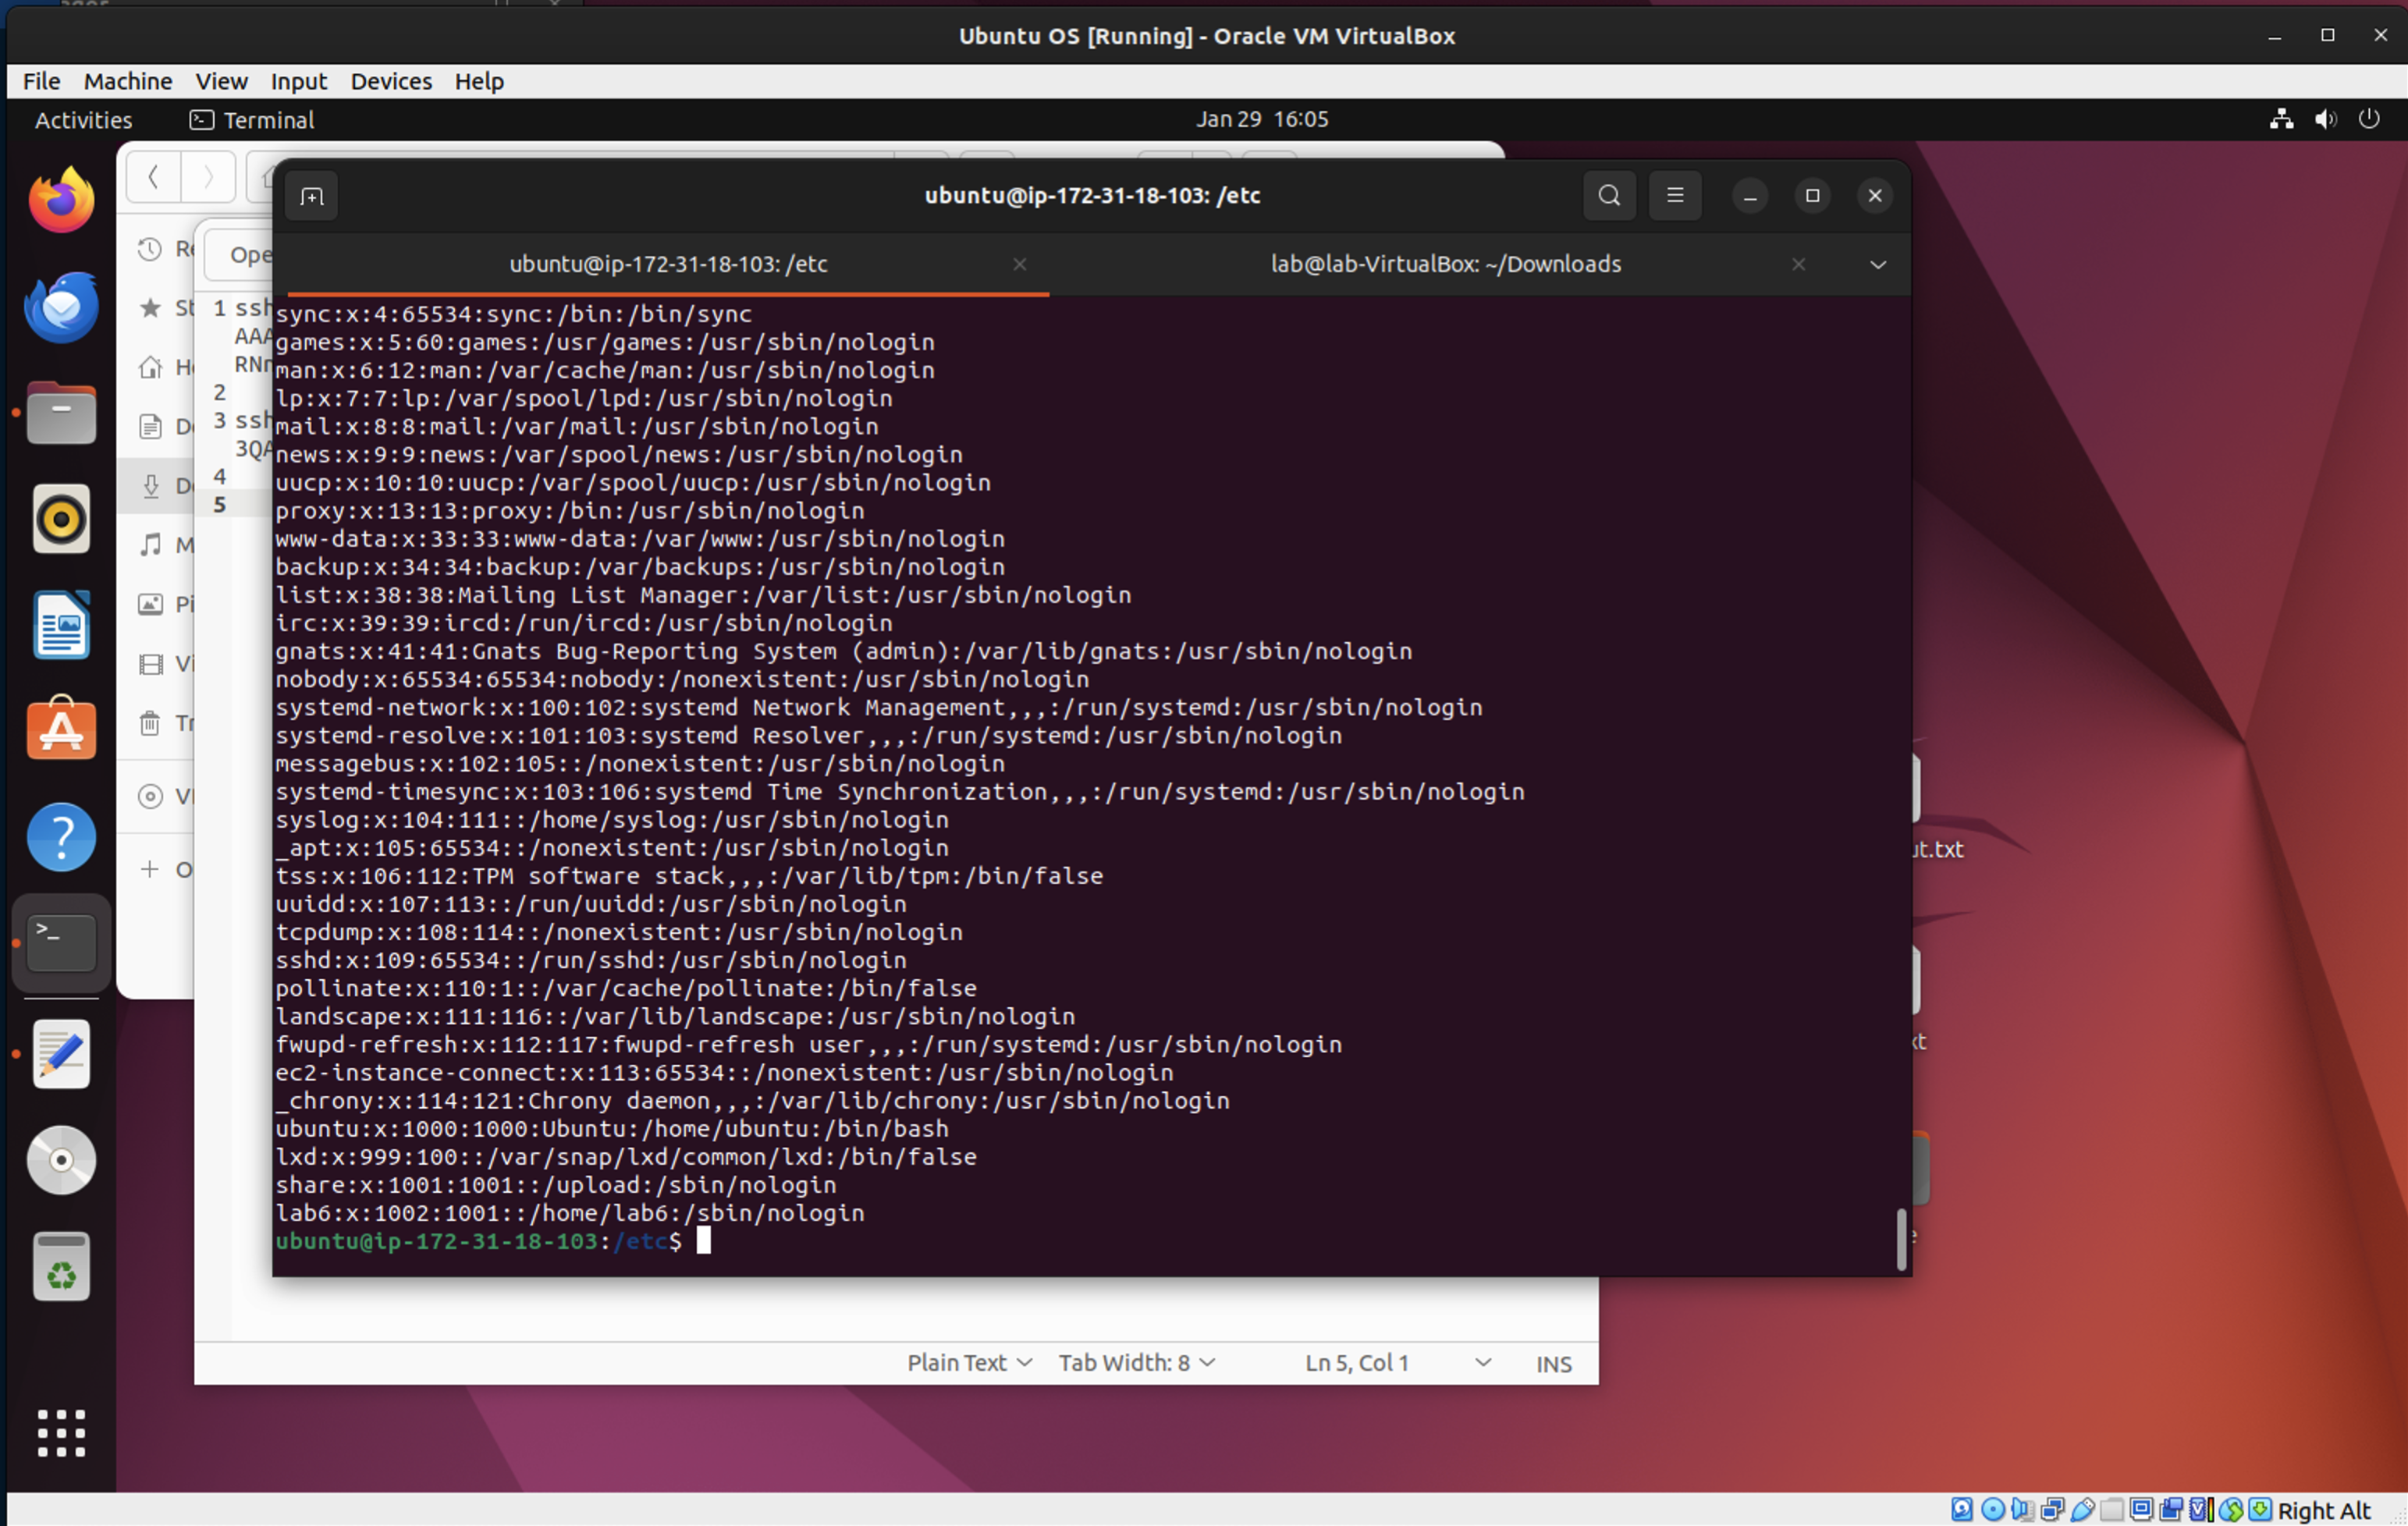 Ubuntu OS [Running] - Oracle VM VirtualBox
File Machine View Input Devices Help
Activities Terminal Jan 29 16:05
ubuntu@ip-172-31-18-103: /etc
ubuntu@ip-172-31-18-103: /etc lab@lab-VirtualBox: ~/Downloads
Ope
1 ssh
AAA
RNn
2
3 ssh
3QA
4
5
sync:x:4:65534:sync:/bin:/bin/sync
games:x:5:60:games:/usr/games:/usr/sbin/nologin
man:x:6:12:man:/var/cache/man:/usr/sbin/nologin
lp:x:7:7:lp:/var/spool/lpd:/usr/sbin/nologin
mail:x:8:8:mail:/var/mail:/usr/sbin/nologin
news:x:9:9:news:/var/spool/news:/usr/sbin/nologin
uucp:x:10:10:uucp:/var/spool/uucp:/usr/sbin/nologin
proxy:x:13:13:proxy:/bin:/usr/sbin/nologin
www-data:x:33:33:www-data:/var/www:/usr/sbin/nologin
backup:x:34:34:backup:/var/backups:/usr/sbin/nologin
list:x:38:38:Mailing List Manager:/var/list:/usr/sbin/nologin
irc:x:39:39:ircd:/run/ircd:/usr/sbin/nologin
gnats:x:41:41:Gnats Bug-Reporting System (admin):/var/lib/gnats:/usr/sbin/nologin
nobody:x:65534:65534:nobody:/nonexistent:/usr/sbin/nologin
systemd-network:x:100:102:systemd Network Management,,,:/run/systemd:/usr/sbin/nologin
systemd-resolve:x:101:103:systemd Resolver,,,:/run/systemd:/usr/sbin/nologin
messagebus:x:102:105::/nonexistent:/usr/sbin/nologin
systemd-timesync:x:103:106:systemd Time Synchronization,,,:/run/systemd:/usr/sbin/nologin
syslog:x:104:111::/home/syslog:/usr/sbin/nologin
_apt:x:105:65534::/nonexistent:/usr/sbin/nologin
tss:x:106:112:TPM software stack,,,:/var/lib/tpm:/bin/false
uuidd:x:107:113::/run/uuidd:/usr/sbin/nologin
tcpdump:x:108:114::/nonexistent:/usr/sbin/nologin
sshd:x:109:65534::/run/sshd:/usr/sbin/nologin
pollinate:x:110:1::/var/cache/pollinate:/bin/false
landscape:x:111:116::/var/lib/landscape:/usr/sbin/nologin
fwupd-refresh:x:112:117:fwupd-refresh user,,,:/run/systemd:/usr/sbin/nologin
ec2-instance-connect:x:113:65534::/nonexistent:/usr/sbin/nologin
_chrony:x:114:121:Chrony daemon,,,:/var/lib/chrony:/usr/sbin/nologin
ubuntu:x:1000:1000:Ubuntu:/home/ubuntu:/bin/bash
lxd:x:999:100::/var/snap/lxd/common/lxd:/bin/false
share:x:1001:1001::/upload:/sbin/nologin
lab6:x:1002:1001::/home/lab6:/sbin/nologin
ubuntu@ip-172-31-18-103:/etc$
ut.txt
Plain Text Tab Width: 8 Ln 5, Col 1 INS
Right Alt